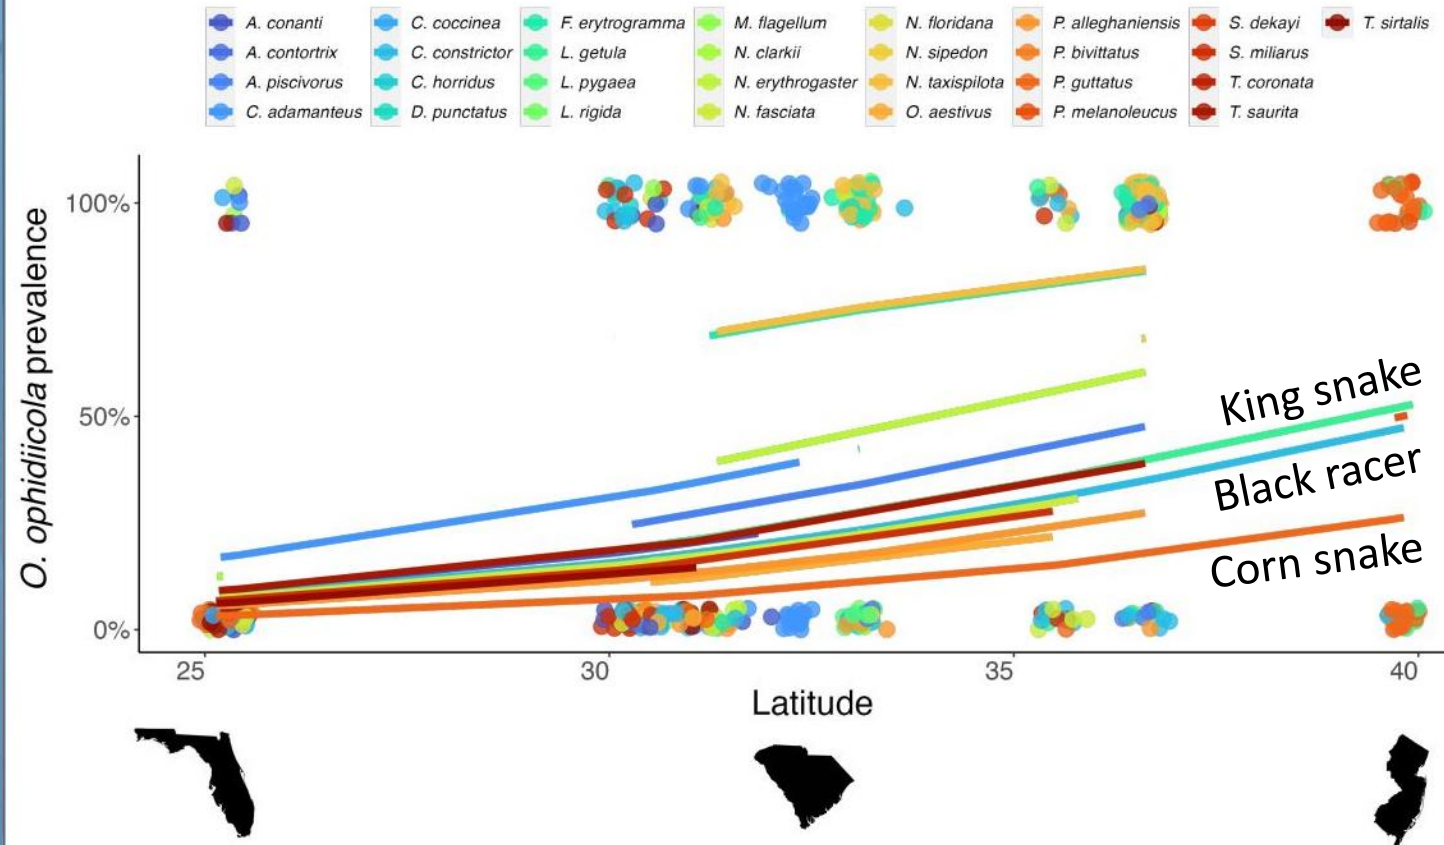 A. conanti
A. contortrix
A. piscivorus
C. adamanteus
C. coccinea
C. constrictor
C. horridus
D. punctatus
F. erytrogramma
L. getula
L. pygaea
L. rigida
M. flagellum
N. clarkii
N. erythrogaster
N. fasciata
N. floridana
N. sipedon
N. taxispilota
O. aestivus
P. alleghaniensis
P. bivittatus
P. guttatus
P. melanoleucus
S. dekayi
S. miliarus
T. coronata
T. saurita
T. sirtalis
O. ophidiicola prevalence
100%
50%
0%
King snake
Black racer
Corn snake
25 30 35 40
Latitude